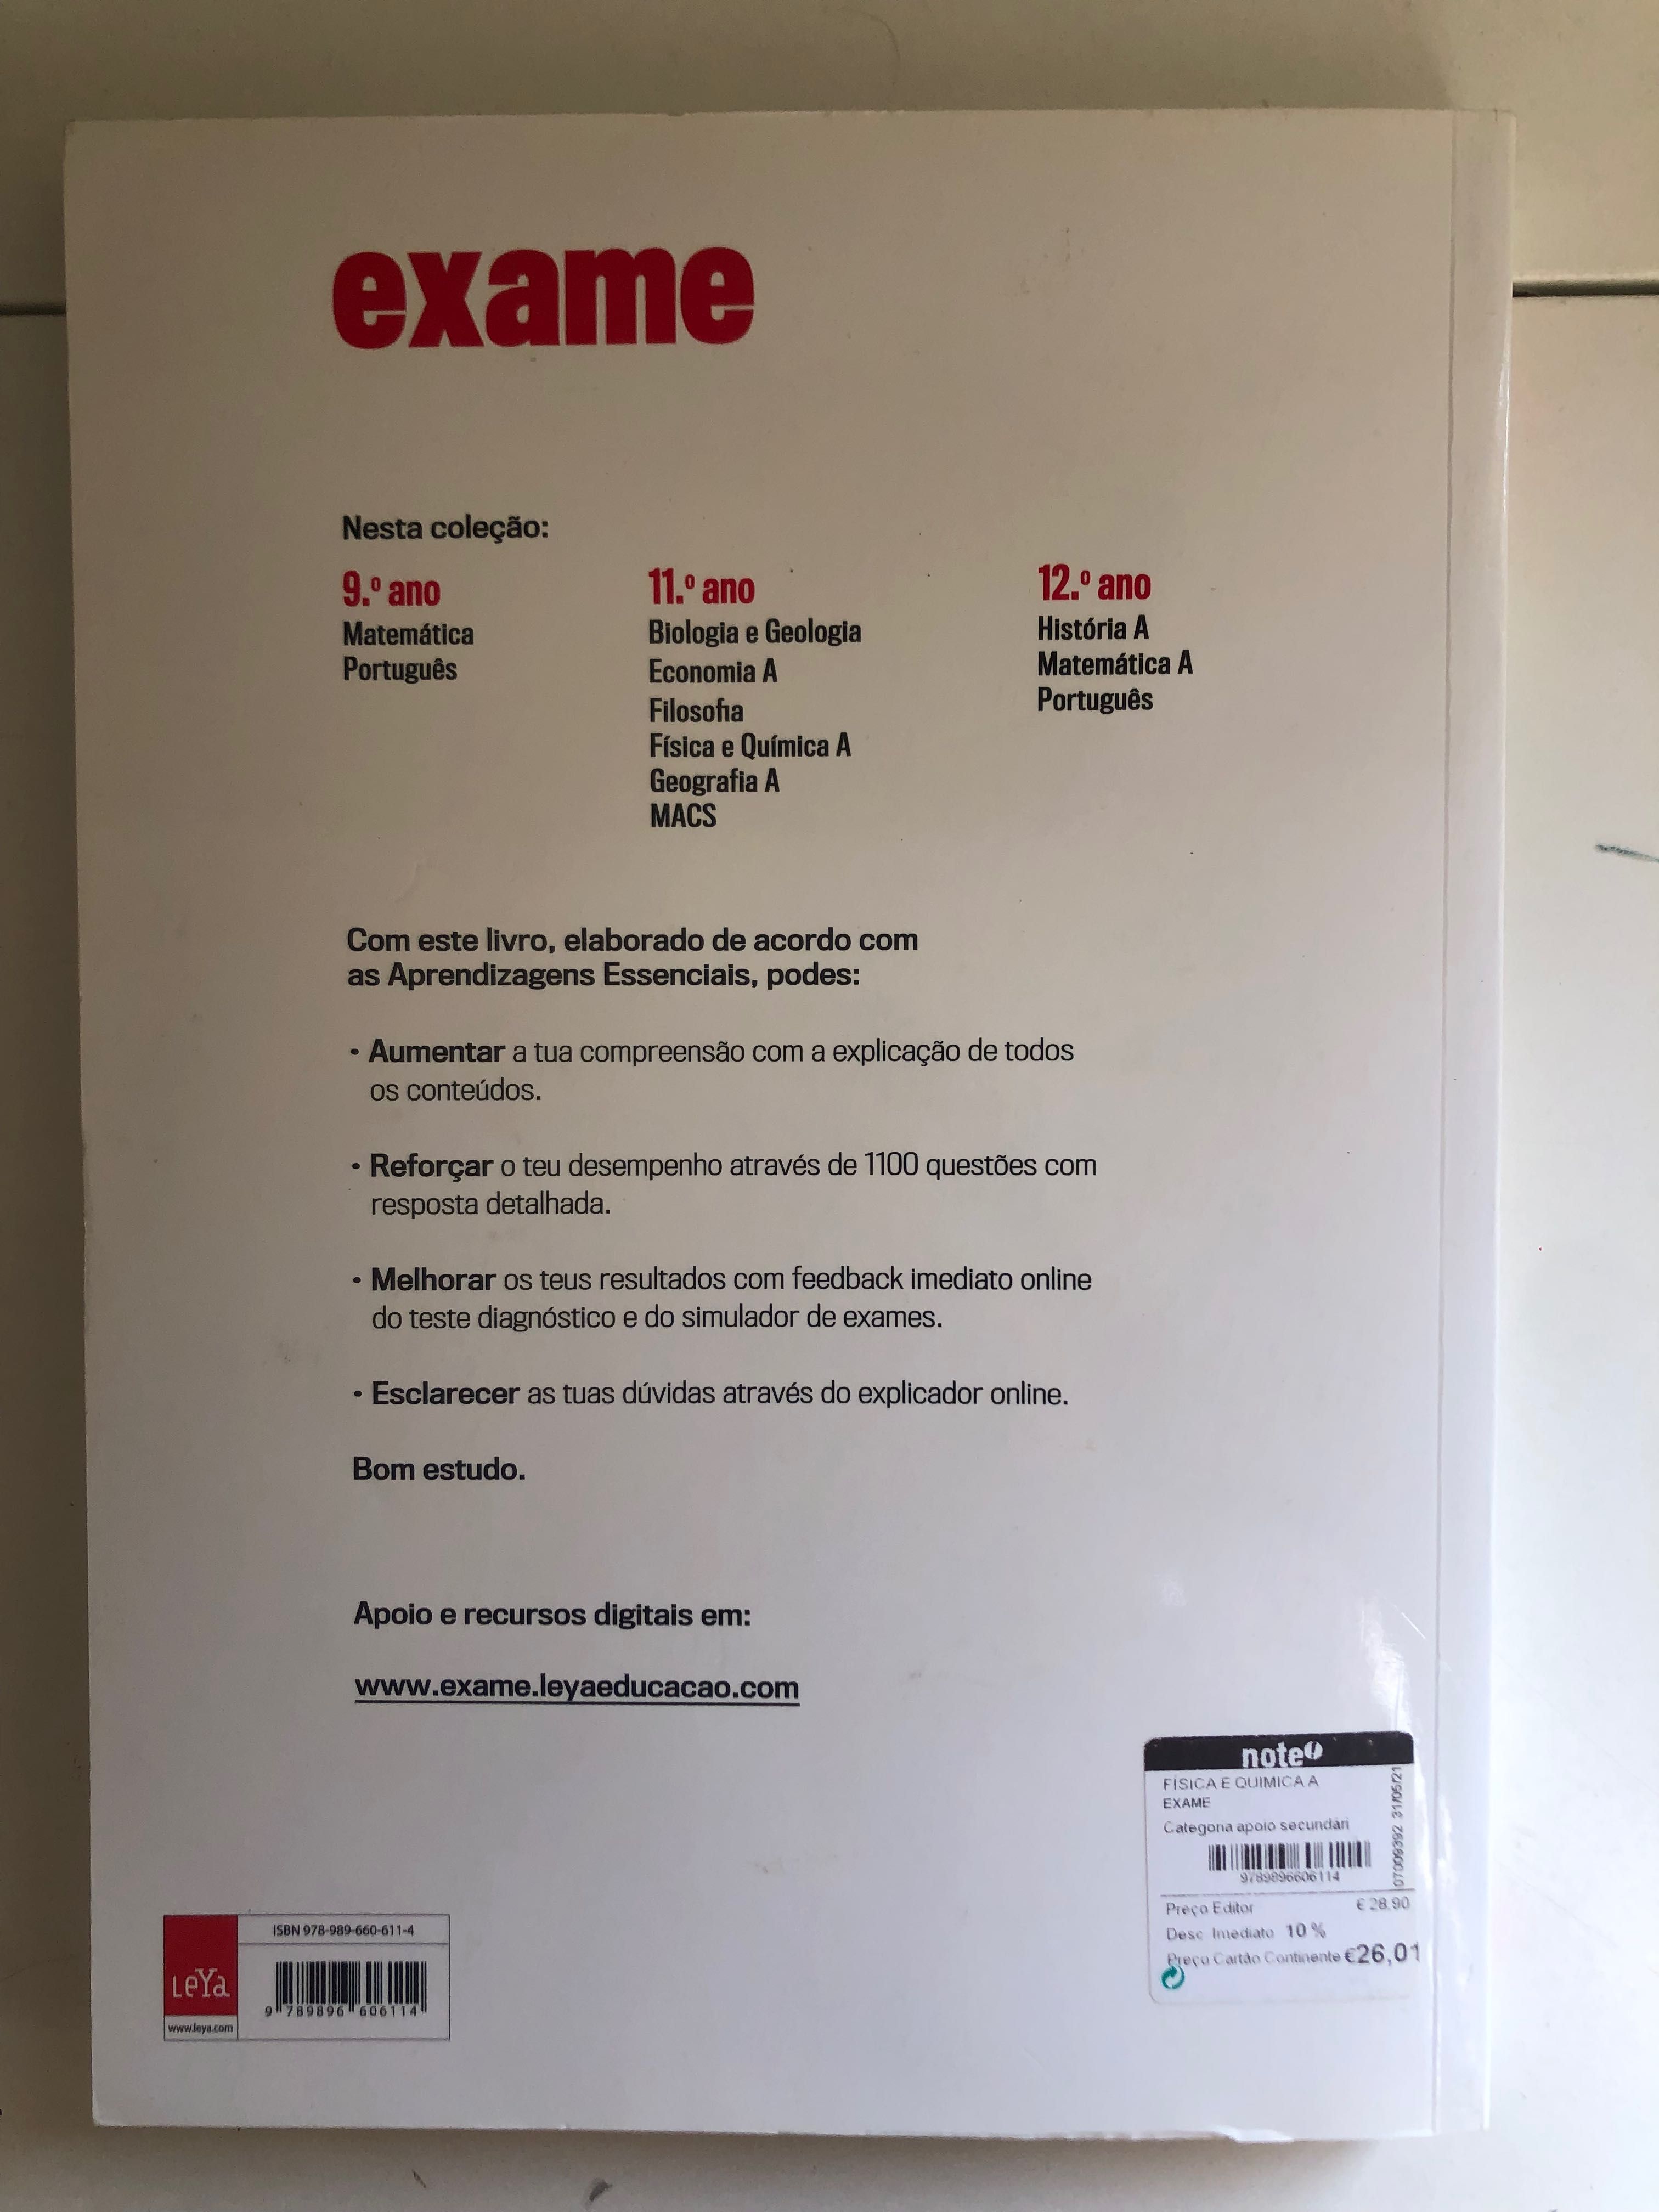 exame
Nesta coleção:
9.º ano
Matemática
Português
11.º ano
Biologia e Geologia
Economia A
Filosofia
Física e Química A
Geografia A
MACS
12.º ano
História A
Matemática A
Português
Com este livro, elaborado de acordo com
as Aprendizagens Essenciais, podes:
• Aumentar a tua compreensão com a explicação de todos
os conteúdos.
• Reforçar o teu desempenho através de 1100 questões com
resposta detalhada.
• Melhorar os teus resultados com feedback imediato online
do teste diagnóstico e do simulador de exames.
• Esclarecer as tuas dúvidas através do explicador online.
Bom estudo.
Apoio e recursos digitais em:
www.exame.leyaeducacao.com
note!
FÍSICA E QUIMICA A
EXAME
Categoria apoio secundári
9789896606114
07009392 31/05/21
Preço Editor € 28.90
Desc Imediato 10 %
Preço Cartão Continente €26,01
LeYa
www.leya.com
ISBN 978-989-660-611-4
9 789896 606114